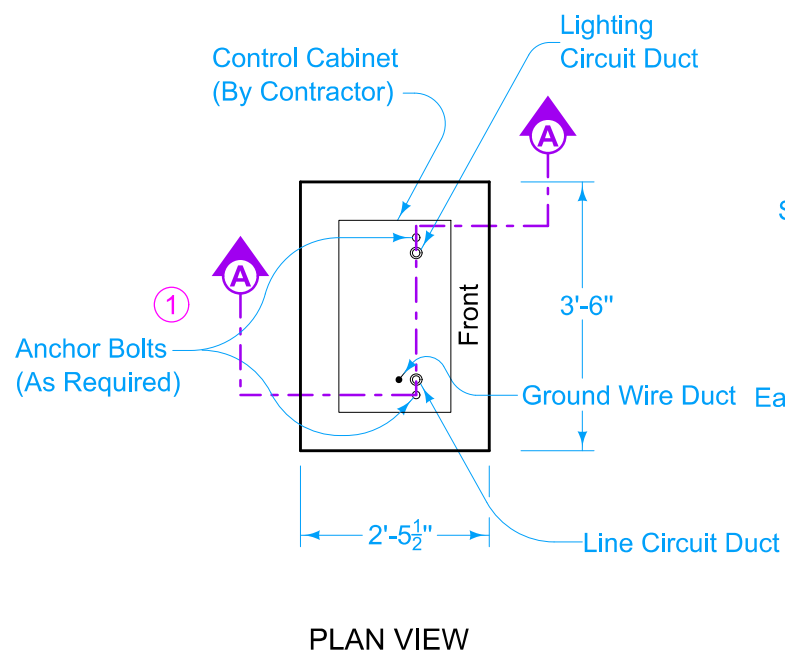 Lighting
Circuit Duct
Control Cabinet
(By Contractor)
A
A
S
1
3'-6"
Front
Anchor Bolts
(As Required)
Ground Wire Duct
Ea
2'-5½"
Line Circuit Duct
PLAN VIEW